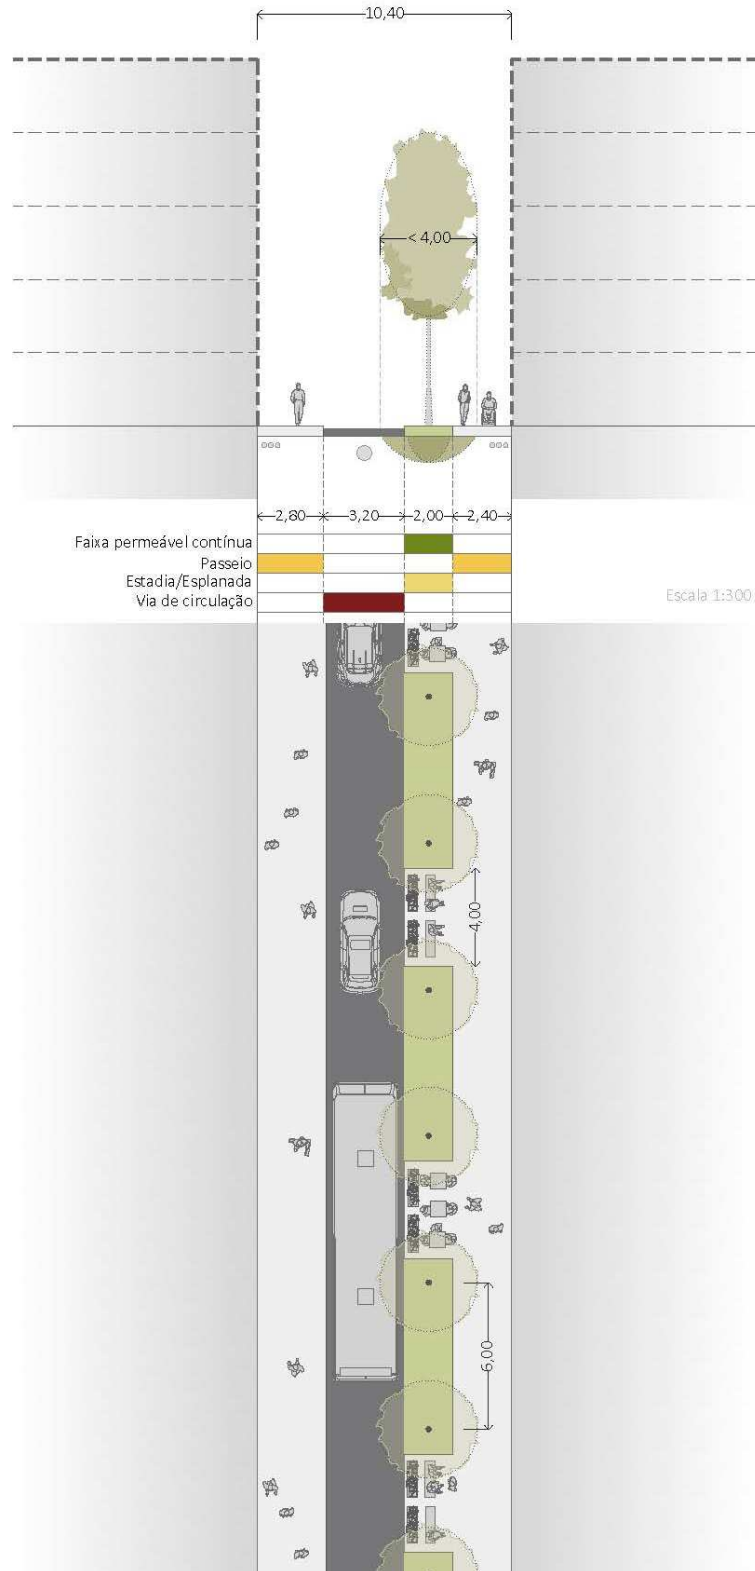 10,40
< 4,00
2,80 3,20 2,00 2,40
Faixa permeável contínua
Passeio
Estadia/Esplanada
Via de circulação
Escala 1:300
4,00
6,00